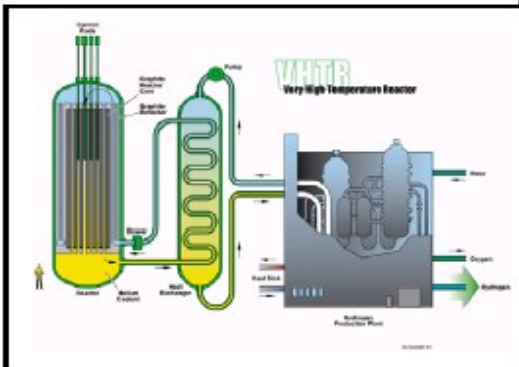 VHTR
Very-High-Temperature Reactor
Control
Rods
Graphite
Reactor
Core
Graphite
Reflector
Pump
Blower
Reactor
Helium
Coolant
Heat
Exchanger
Heat Sink
Water
Oxygen
Hydrogen
Hydrogen
Production Plant